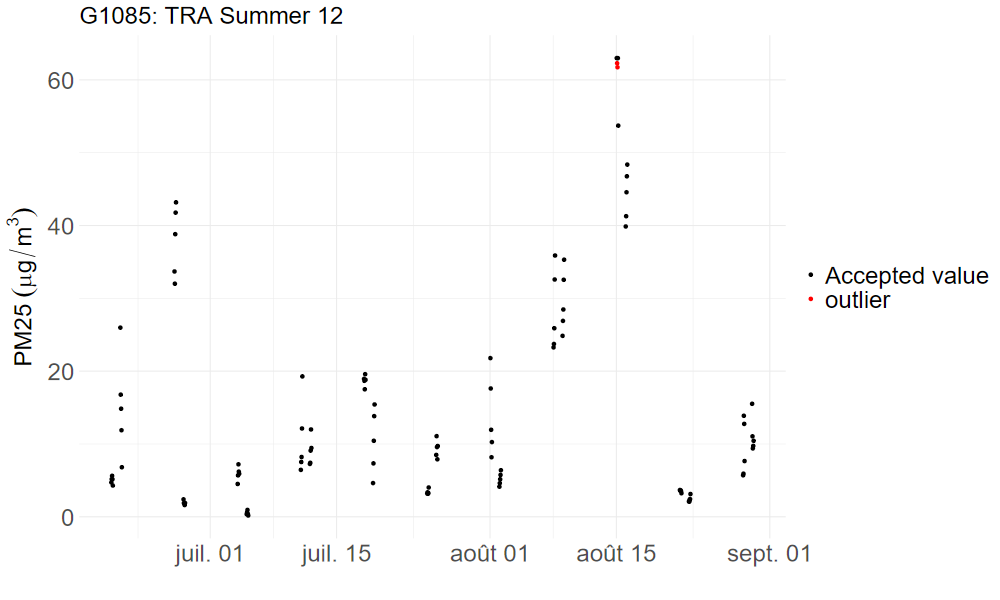 G1085: TRA Summer 12
PM25 (μg/m³)
60
40
20
0
juil. 01
juil. 15
août 01
août 15
sept. 01
Accepted value
outlier